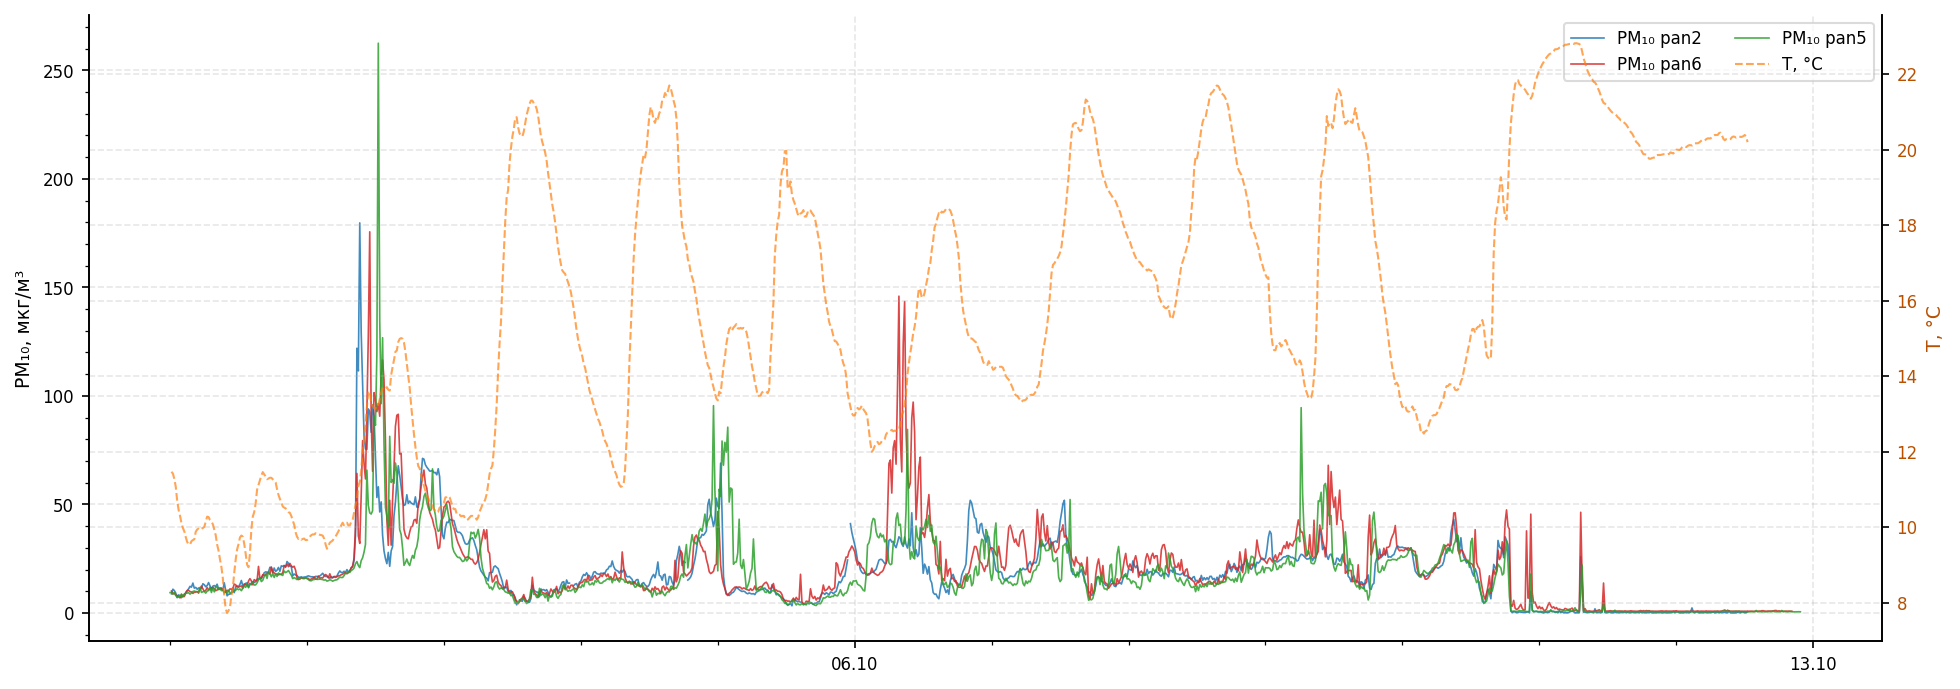 PM₁₀ pan2
PM₁₀ pan6
PM₁₀ pan5
T, °C
PM₁₀, мкг/м³
250
200
150
100
50
0
22
20
18
16
14
12
10
8
T, °C
06.10
13.10